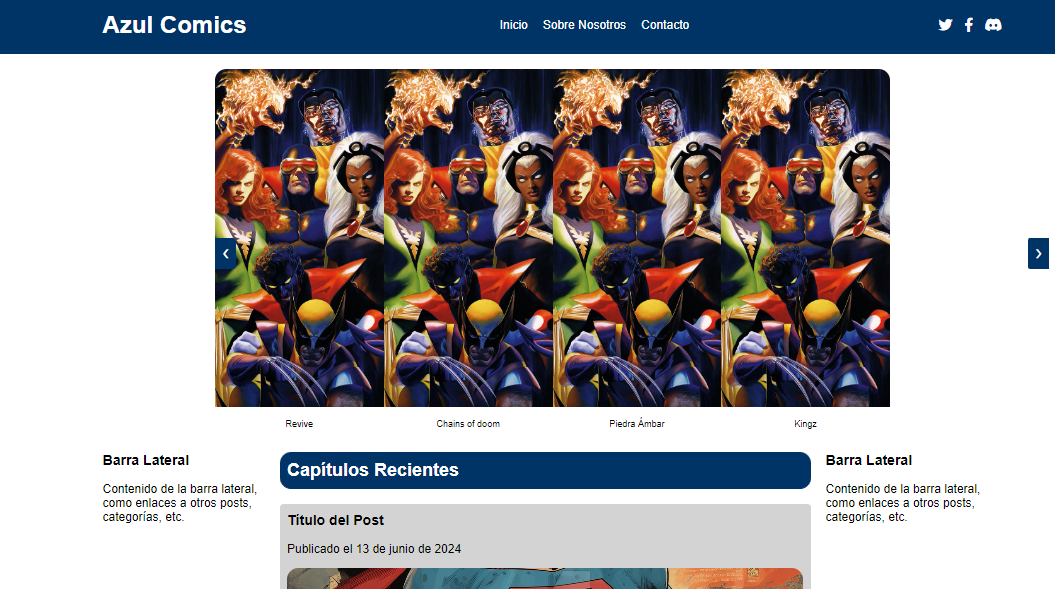 Azul Comics
Inicio Sobre Nosotros Contacto
‹
›
Revive
Chains of doom
Piedra Ámbar
Kingz
Barra Lateral
Contenido de la barra lateral,
como enlaces a otros posts,
categorías, etc.
Capítulos Recientes
Título del Post
Publicado el 13 de junio de 2024
Barra Lateral
Contenido de la barra lateral,
como enlaces a otros posts,
categorías, etc.